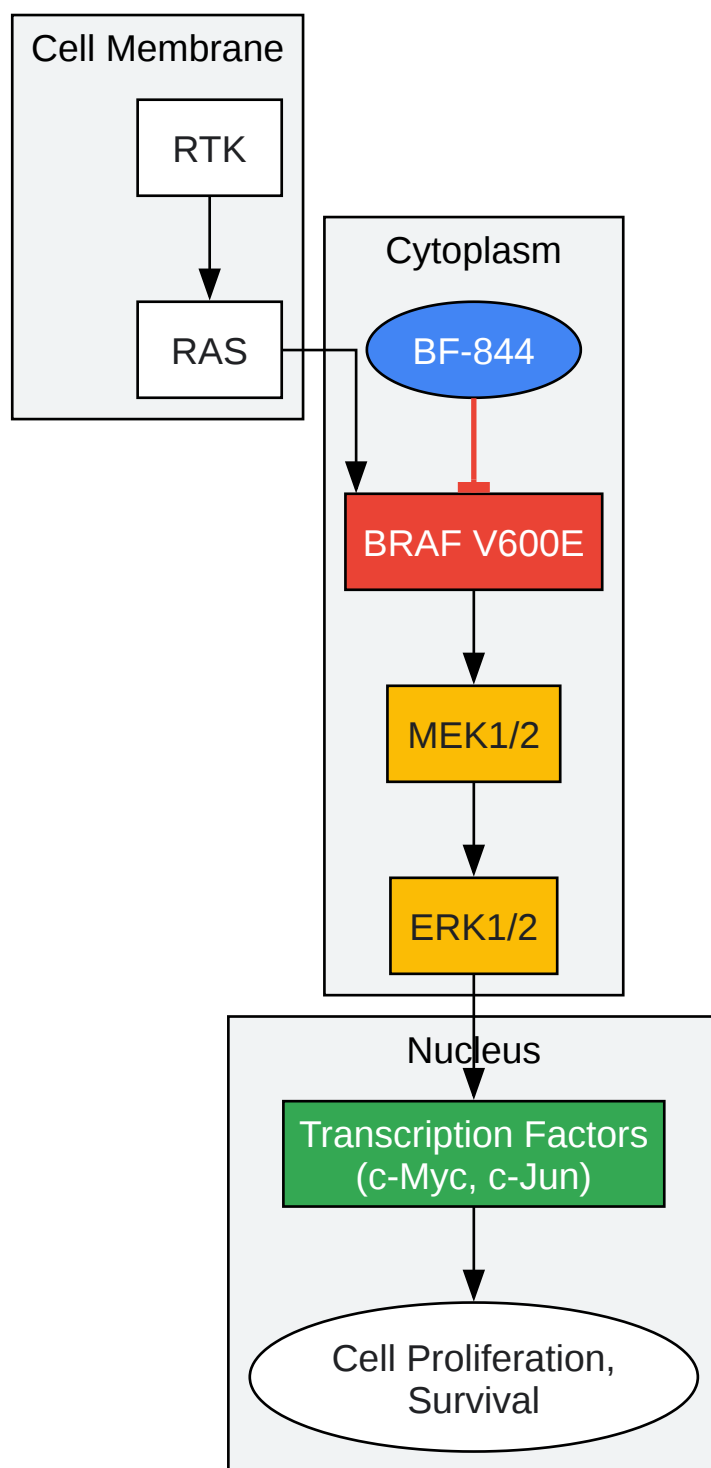 Cell Membrane
RTK
RAS
Cytoplasm
BF-844
BRAF V600E
MEK1/2
ERK1/2
Nucleus
Transcription Factors
(c-Myc, c-Jun)
Cell Proliferation,
Survival